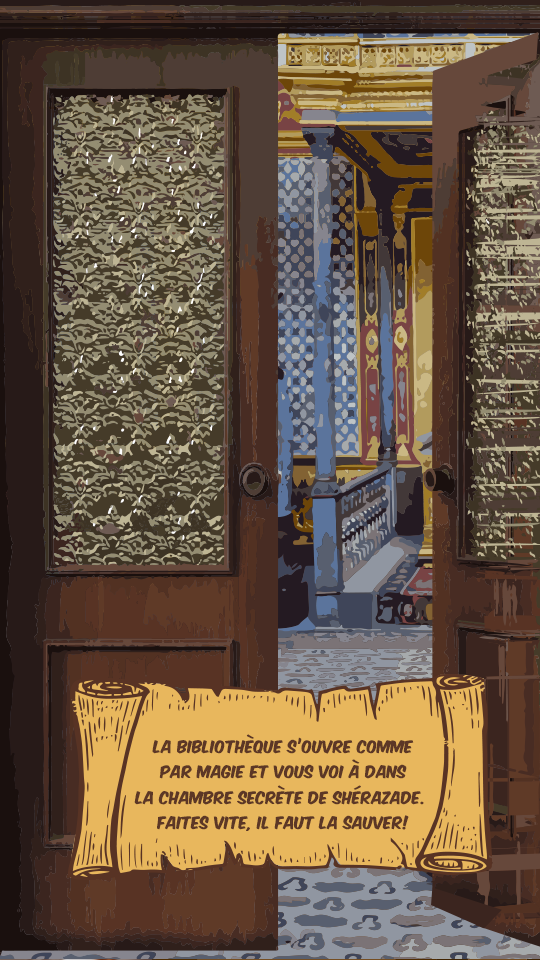 LA BIBLIOTHÈQUE S'OUVRE COMME
PAR MAGIE ET VOUS VOI À DANS
LA CHAMBRE SECRÈTE DE SHÉRAZADE.
FAITES VITE, IL FAUT LA SAUVER!